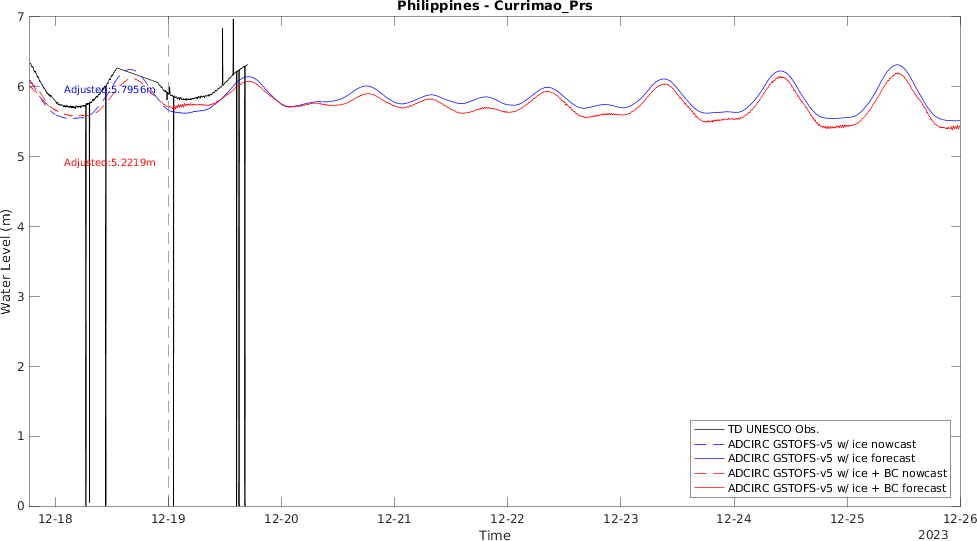 Philippines - Currimao_Prs
Water Level (m)
7
6
5
4
3
2
1
0
Adjusted:5.7956m
Adjusted:5.2219m
TD UNESCO Obs.
ADCIRC GSTOFS-v5 w/ ice nowcast
ADCIRC GSTOFS-v5 w/ ice forecast
ADCIRC GSTOFS-v5 w/ ice + BC nowcast
ADCIRC GSTOFS-v5 w/ ice + BC forecast
12-18 12-19 12-20 12-21 12-22 12-23 12-24 12-25 12-26
Time
2023